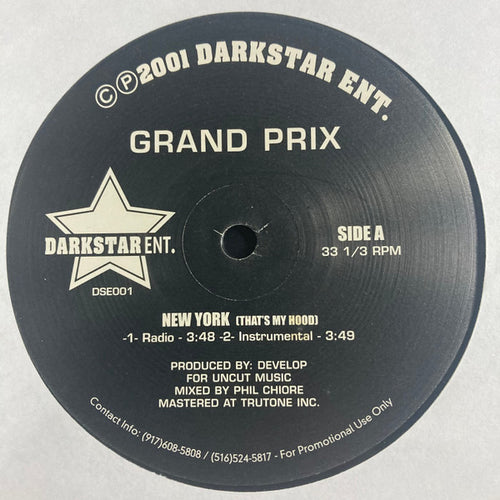 ©℗2001 DARKSTAR ENT.
GRAND PRIX
DARKSTAR ENT.
DSE001
SIDE A
33 1/3 RPM
NEW YORK (THAT'S MY HOOD)
-1- Radio - 3:48 -2- Instrumental - 3:49
PRODUCED BY: DEVELOP
FOR UNCUT MUSIC
MIXED BY PHIL CHIORE
MASTERED AT TRUTONE INC.
Contact Info: (917)608-5808 / (516)524-5817 - For Promotional Use Only